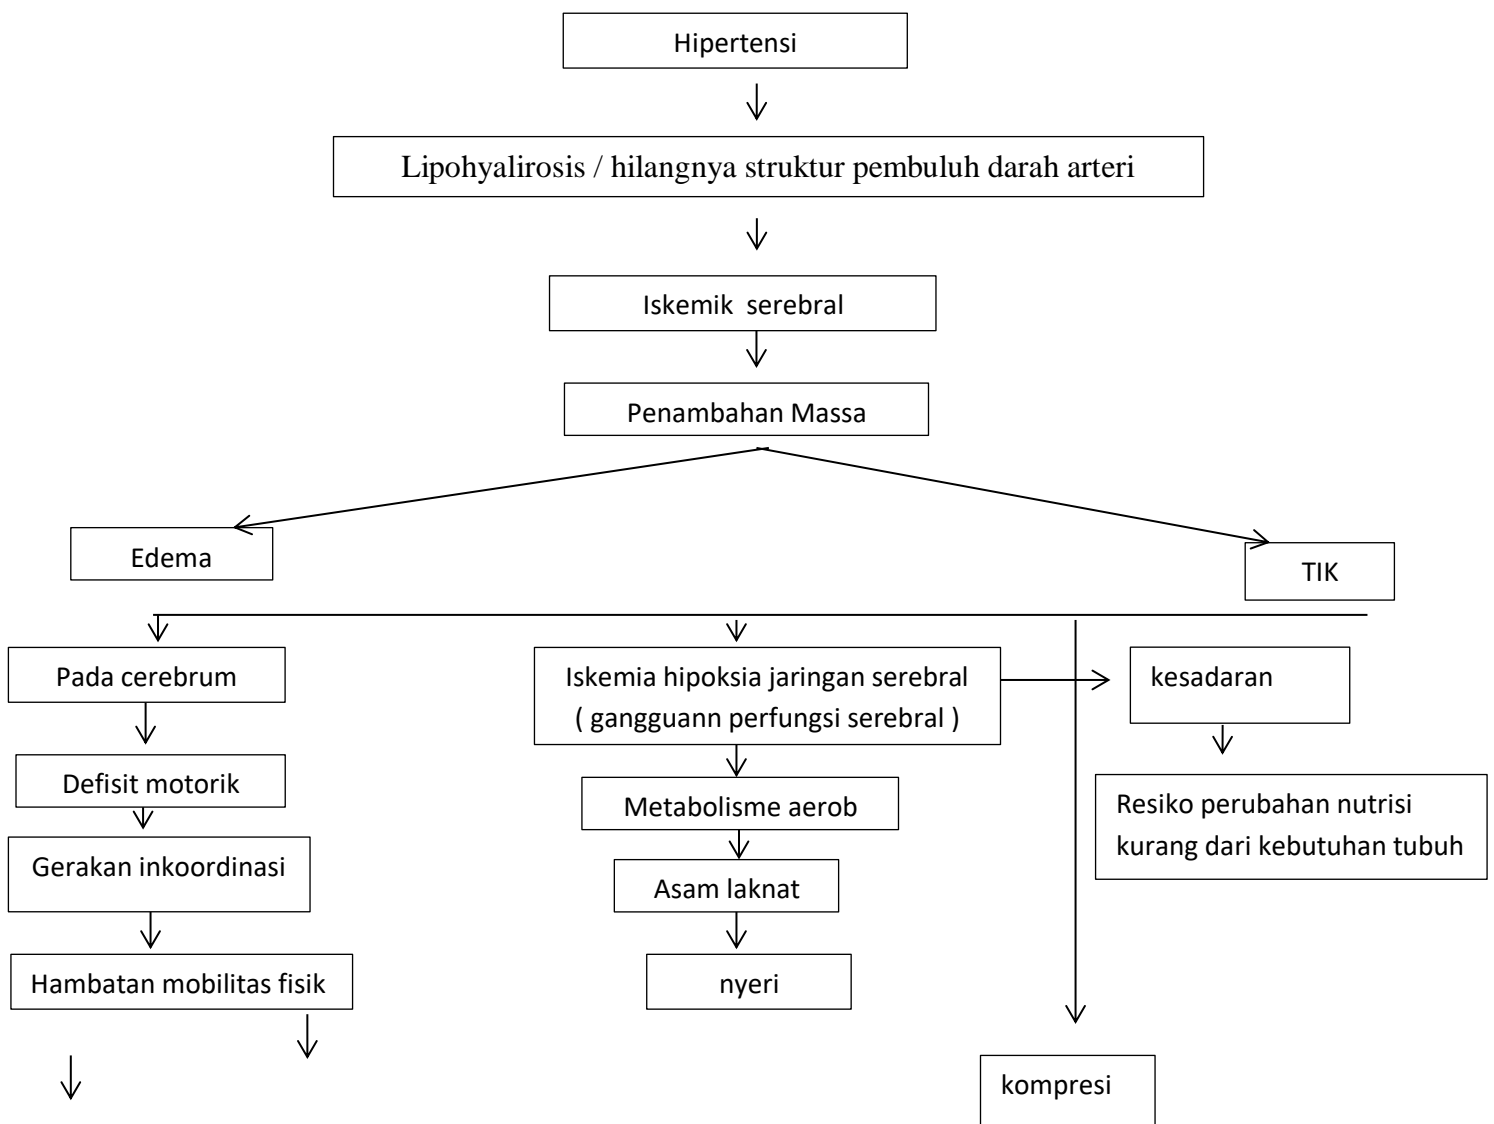 Hipertensi
Lipohyalirosis / hilangnya struktur pembuluh darah arteri
Iskemik serebral
Penambahan Massa
Edema
TIK
Pada cerebrum
Iskemia hipoksia jaringan serebral
( gangguann perfungsi serebral )
kesadaran
Defisit motorik
Metabolisme aerob
Resiko perubahan nutrisi
kurang dari kebutuhan tubuh
Gerakan inkoordinasi
Asam laknat
Hambatan mobilitas fisik
nyeri
kompresi